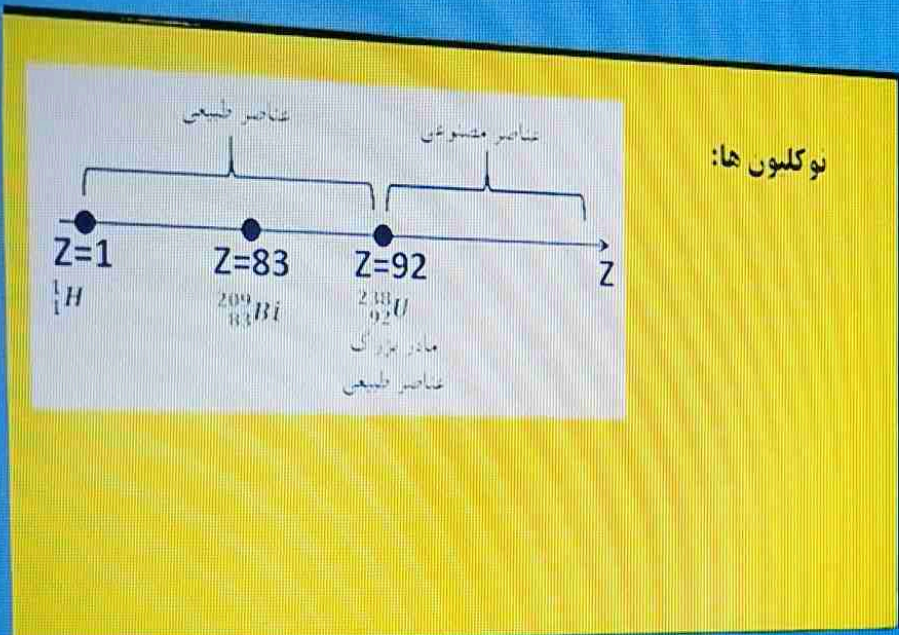 نوکلئون ها:
عناصر طبیعی
عناصر مصنوعی
Z=1
Z=83
Z=92
Z
¹₁H
²⁰⁹₈₃Bi
²³⁸₉₂U
مادر بزرگ
عناصر طبیعی